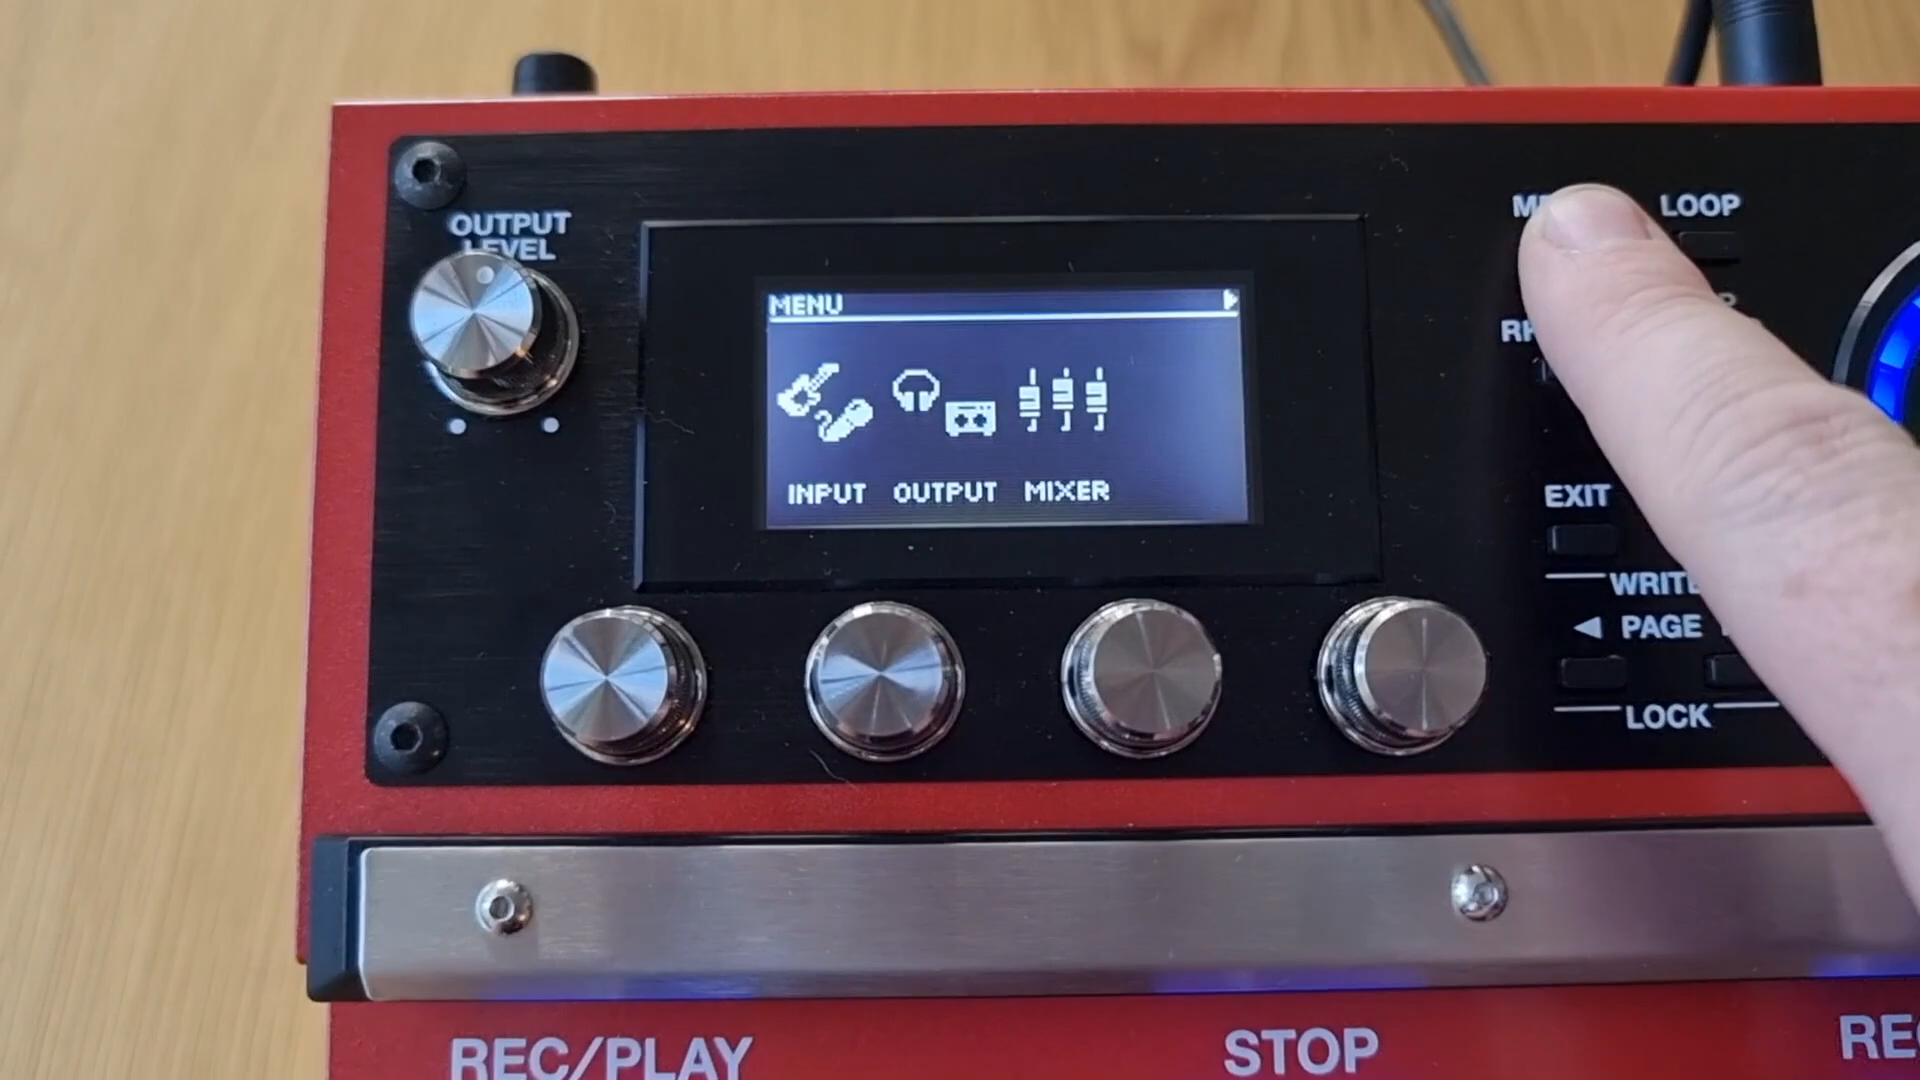 OUTPUT
LEVEL
MENU
INPUT OUTPUT MIXER
LOOP
EXIT
WRITE
◀ PAGE
LOCK
REC/PLAY
STOP